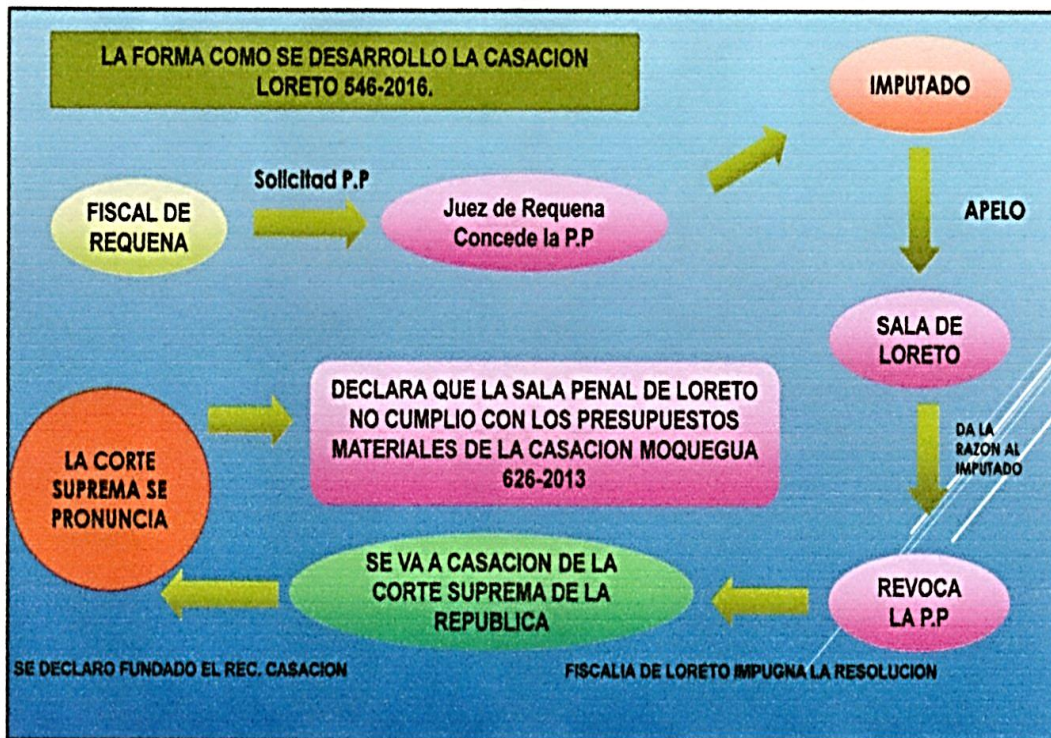 LA FORMA COMO SE DESARROLLO LA CASACION
LORETO 546-2016.
IMPUTADO
Solicitad P.P
FISCAL DE
REQUENA
Juez de Requena
Concede la P.P
APELO
SALA DE
LORETO
DA LA
RAZON AL
IMPUTADO
REVOCA
LA P.P
FISCALIA DE LORETO IMPUGNA LA RESOLUCION
SE VA A CASACION DE LA
CORTE SUPREMA DE LA
REPUBLICA
SE DECLARO FUNDADO EL REC. CASACION
LA CORTE
SUPREMA SE
PRONUNCIA
DECLARA QUE LA SALA PENAL DE LORETO
NO CUMPLIO CON LOS PRESUPUESTOS
MATERIALES DE LA CASACION MOQUEGUA
626-2013